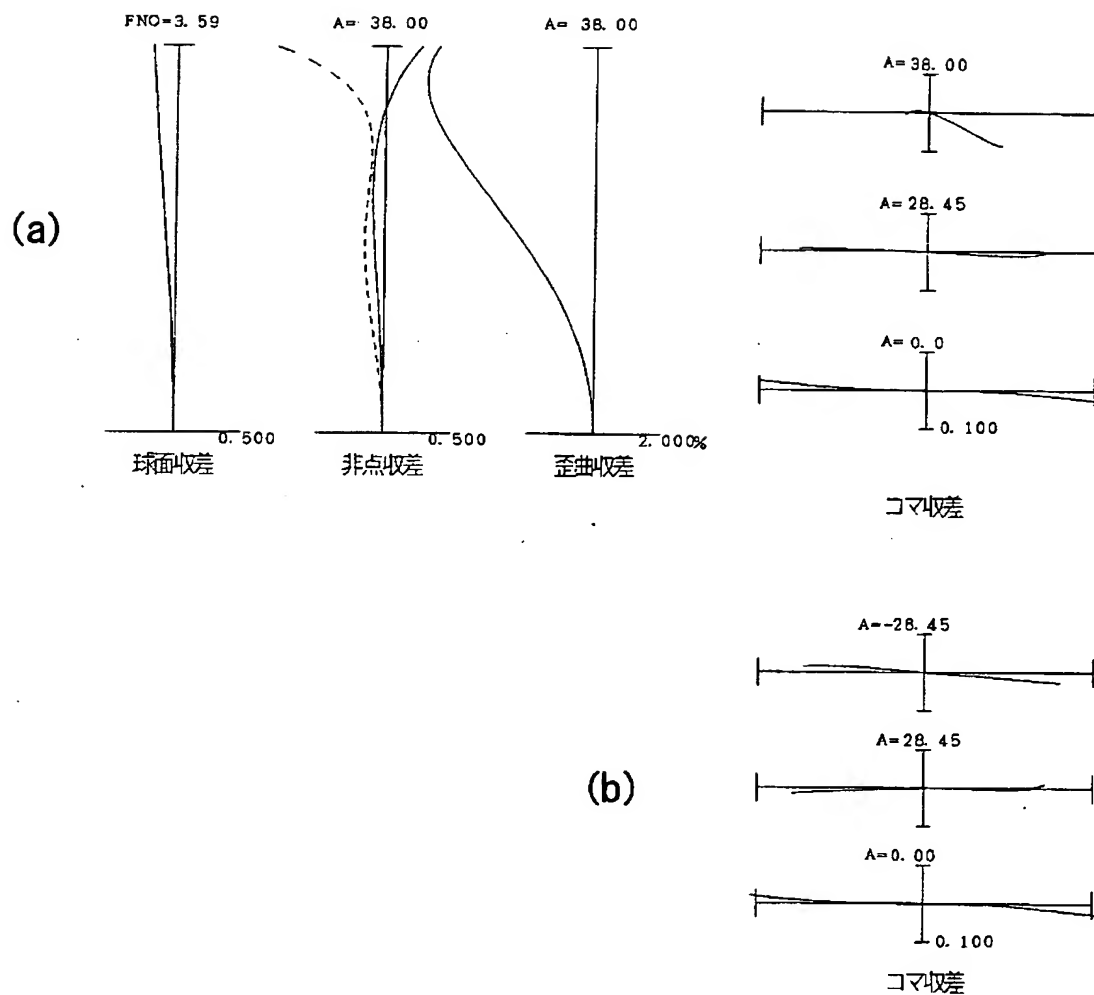 (a)
FNO=3.59
0.500
球面収差
A= 38.00
0.500
非点収差
A= 38.00
2.000%
歪曲収差
A=38.00
A=28.45
A=0.0
0.100
コマ収差
(b)
A=-28.45
A=28.45
A=0.00
0.100
コマ収差